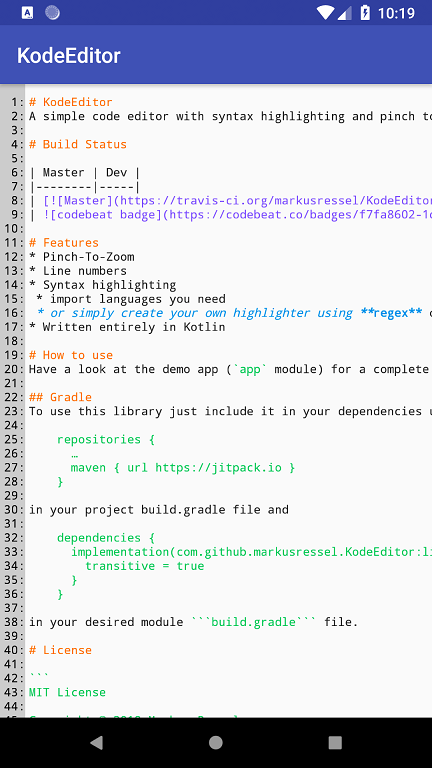 A 10:19
KodeEditor
1: # KodeEditor
2: A simple code editor with syntax highlighting and pinch to
3:
4: # Build Status
5:
6: | Master | Dev |
7: |--------|-----|
8: | [![Master](https://travis-ci.org/markusressel/KodeEditor
9: | ![codebeat badge](https://codebeat.co/badges/f7fa8602-1c
10:
11: # Features
12: * Pinch-To-Zoom
13: * Line numbers
14: * Syntax highlighting
15:  * import languages you need
16:  * or simply create your own highlighter using **regex**
17: * Written entirely in Kotlin
18:
19: # How to use
20: Have a look at the demo app (`app` module) for a complete
21:
22: ## Gradle
23: To use this library just include it in your dependencies u
24:
25:     repositories {
26:       …
27:       maven { url https://jitpack.io }
28:     }
29:
30: in your project build.gradle file and
31:
32:     dependencies {
33:       implementation(com.github.markusressel.KodeEditor:li
34:         transitive = true
35:       }
36:     }
37:
38: in your desired module ```build.gradle``` file.
39:
40: # License
41:
42: ```
43: MIT License
44: